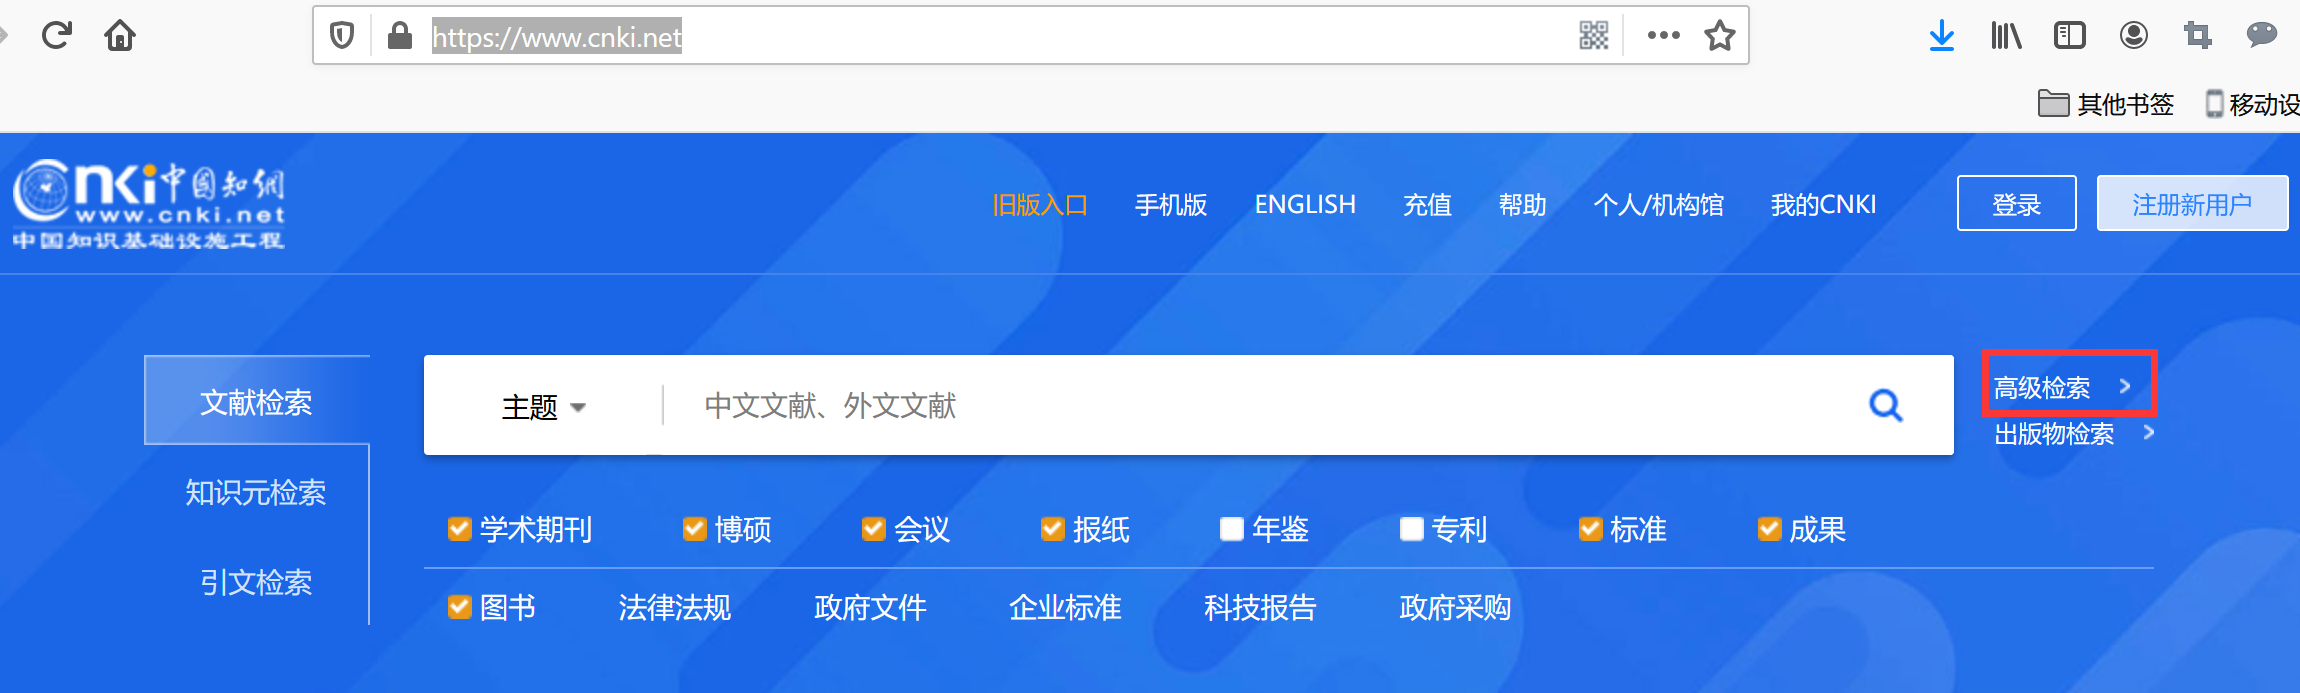 https://www.cnki.net
其他书签 移动设
cnki中国知网
www.cnki.net
中国知识基础设施工程
旧版入口 手机版 ENGLISH 充值 帮助 个人/机构馆 我的CNKI 登录 注册新用户
文献检索 主题 中文文献、外文文献 高级检索 >
出版物检索 >
知识元检索
学术期刊 博硕 会议 报纸 年鉴 专利 标准 成果
引文检索
图书 法律法规 政府文件 企业标准 科技报告 政府采购